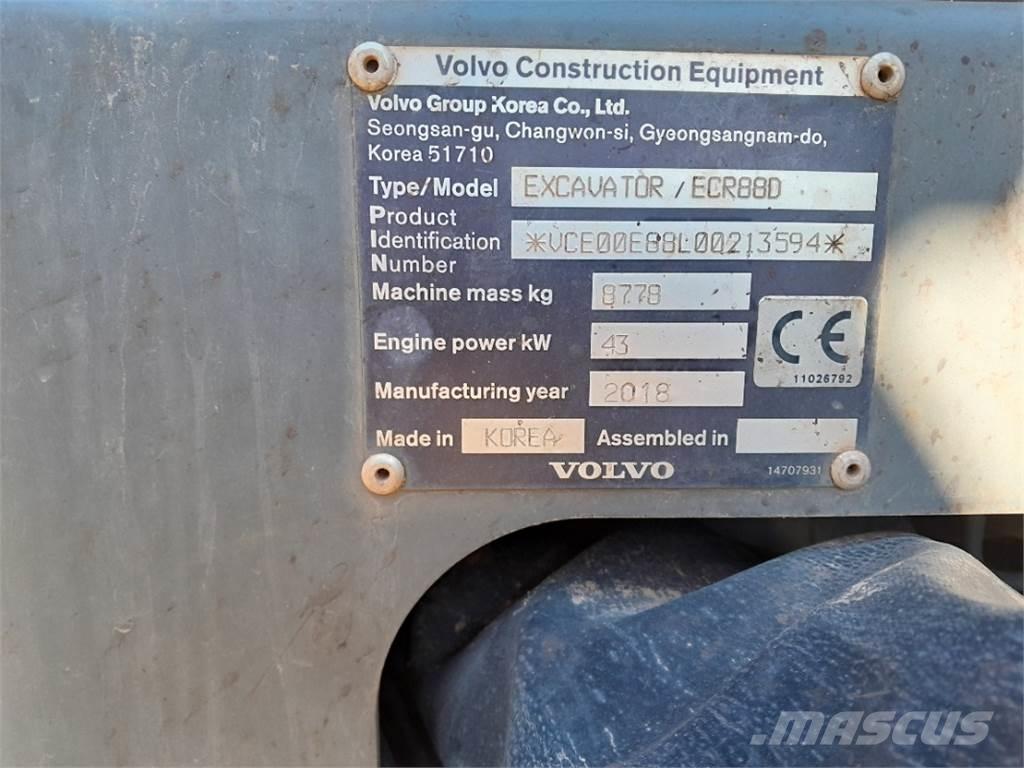 Volvo Construction Equipment
Volvo Group Korea Co., Ltd.
Seongsan-gu, Changwon-si, Gyeongsangnam-do,
Korea 51710
Type/Model EXCAVATOR / ECR88D
Product
Identification *VCE00E88L00213594*
Number
Machine mass kg 8778
Engine power kW 43
CE
11026792
Manufacturing year 2018
Made in KOREA Assembled in
VOLVO 14707931
MASCUS